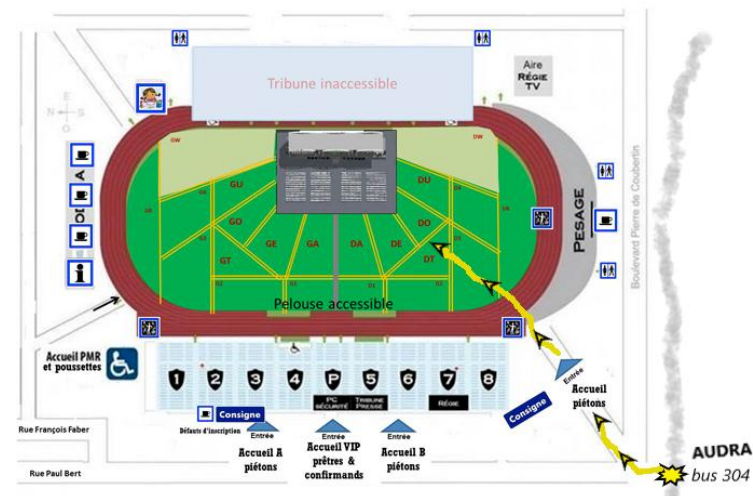 Tribune inaccessible
Aire
RÉGIE
TV
N
S
E
O
DW
DW
GU
DU
GO
DO
GE
GA
DA
DE
GT
DT
Pelouse accessible
PESAGE
Boulevard Pierre de Coubertin
i
Accueil PMR
et poussettes
1
2
3
4
P
5
6
7
8
PC
SÉCURITÉ
TRIBUNE
PRESSE
RÉGIE
Consigne
Défauts d'inscription
Entrée
Accueil A
piétons
Entrée
Accueil VIP
prêtres &
confirmands
Entrée
Accueil B
piétons
Consigne
Entrée
Accueil
piétons
Rue François Faber
Rue Paul Bert
AUDRA
bus 304